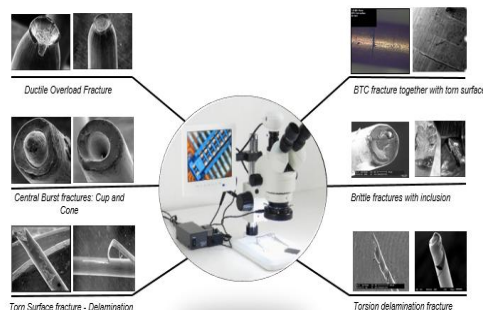 Ductile Overload Fracture
BTC fracture together with torn surface
Central Burst fractures: Cup and
Cone
Brittle fractures with inclusion
Torn Surface fracture - Delamination
Torsion delamination fracture